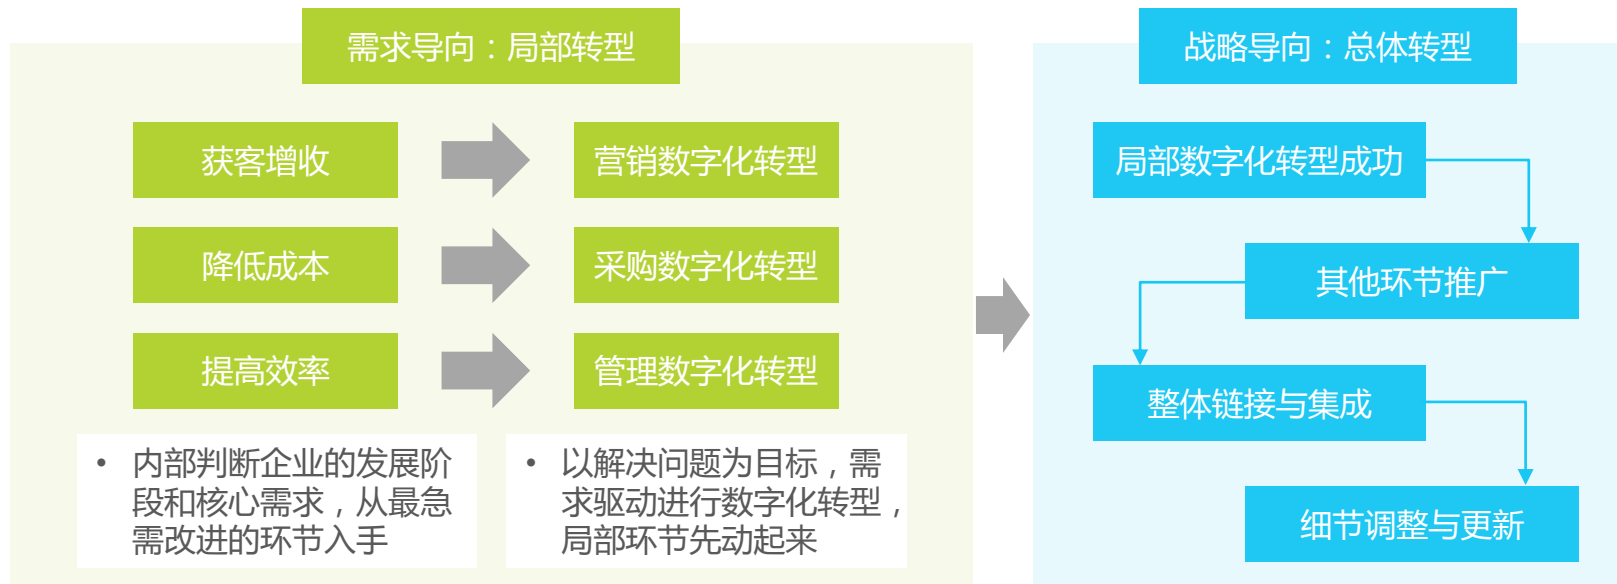 需求导向：局部转型
获客增收
营销数字化转型
降低成本
采购数字化转型
提高效率
管理数字化转型
• 内部判断企业的发展阶
段和核心需求，从最急
需改进的环节入手
• 以解决问题为目标，需
求驱动进行数字化转型，
局部环节先动起来
战略导向：总体转型
局部数字化转型成功
其他环节推广
整体链接与集成
细节调整与更新